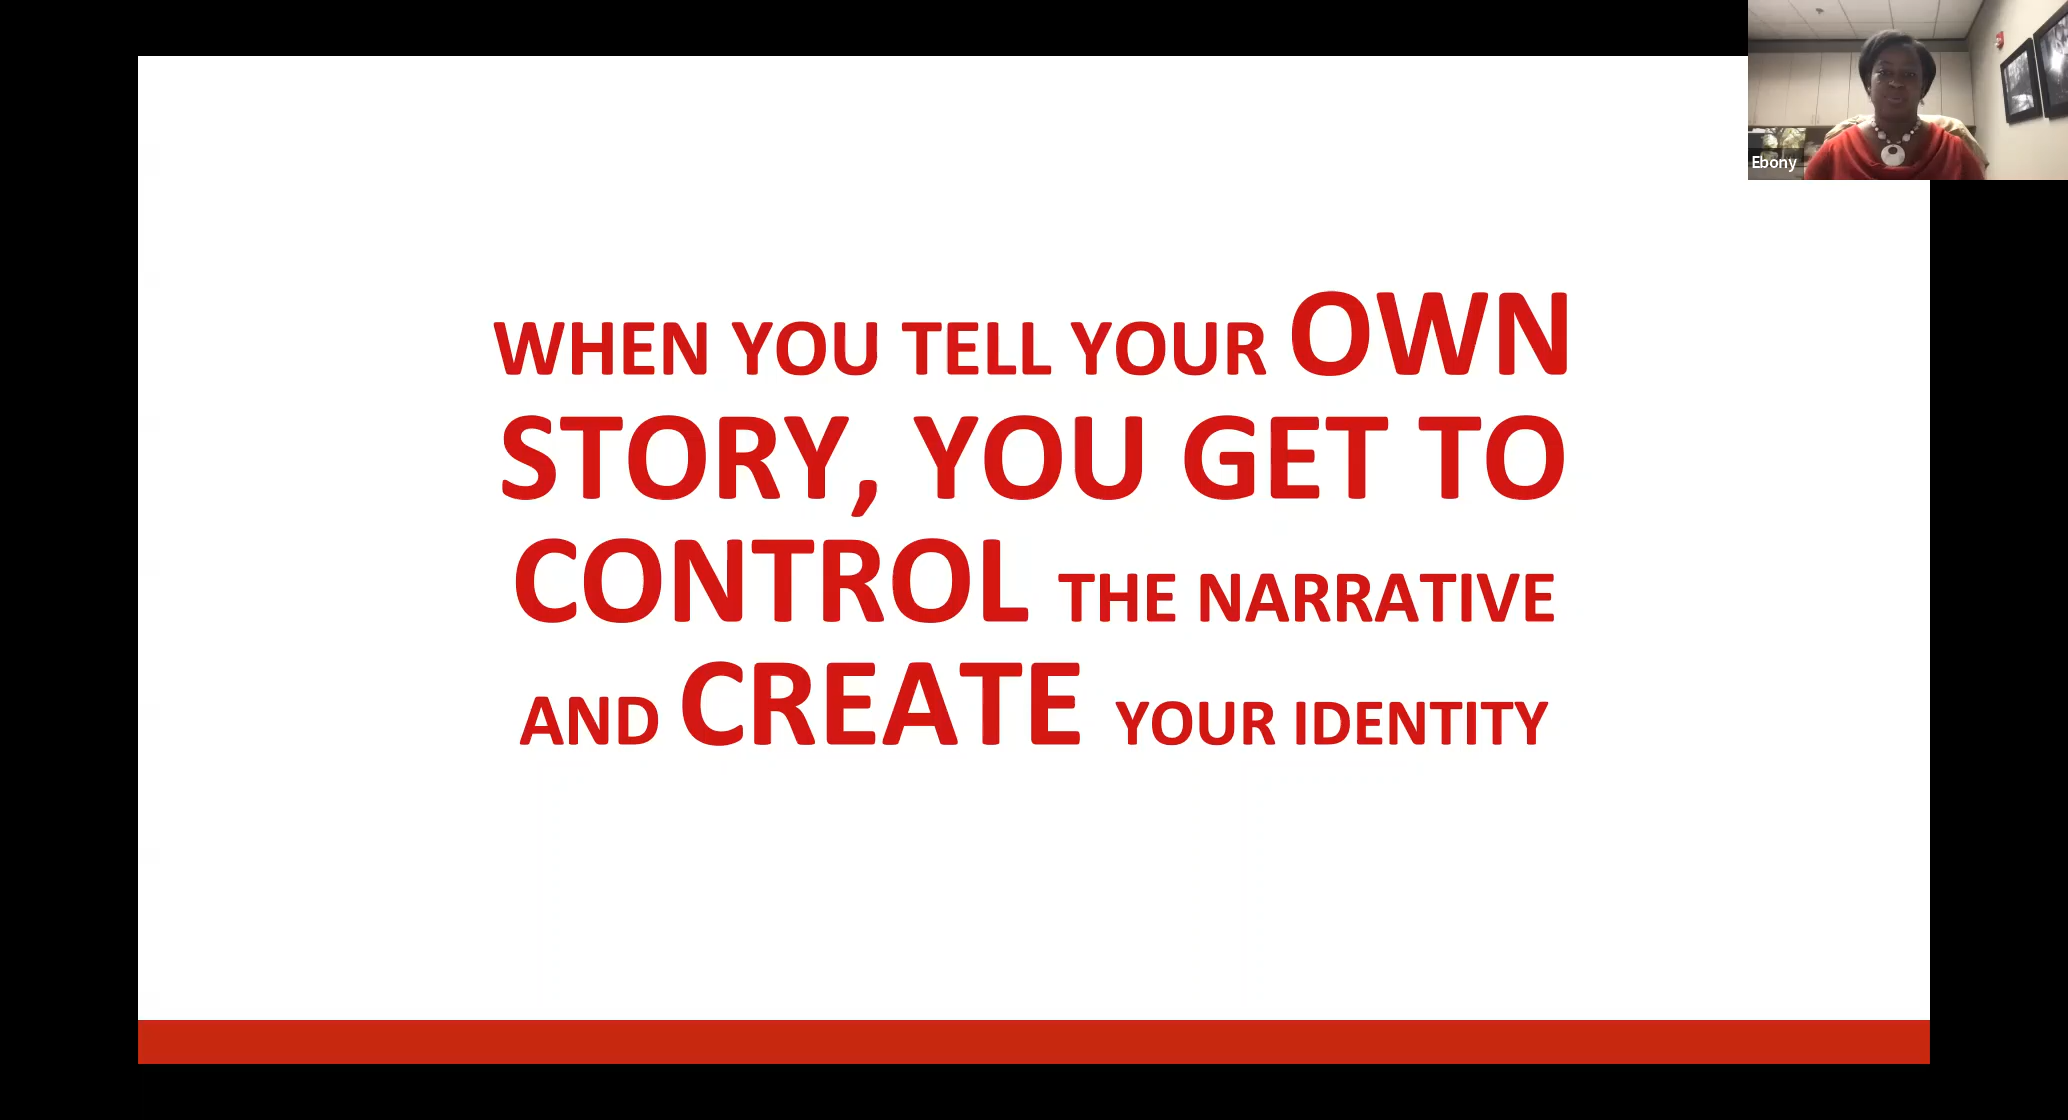 WHEN YOU TELL YOUR OWN
STORY, YOU GET TO
CONTROL THE NARRATIVE
AND CREATE YOUR IDENTITY
Ebony